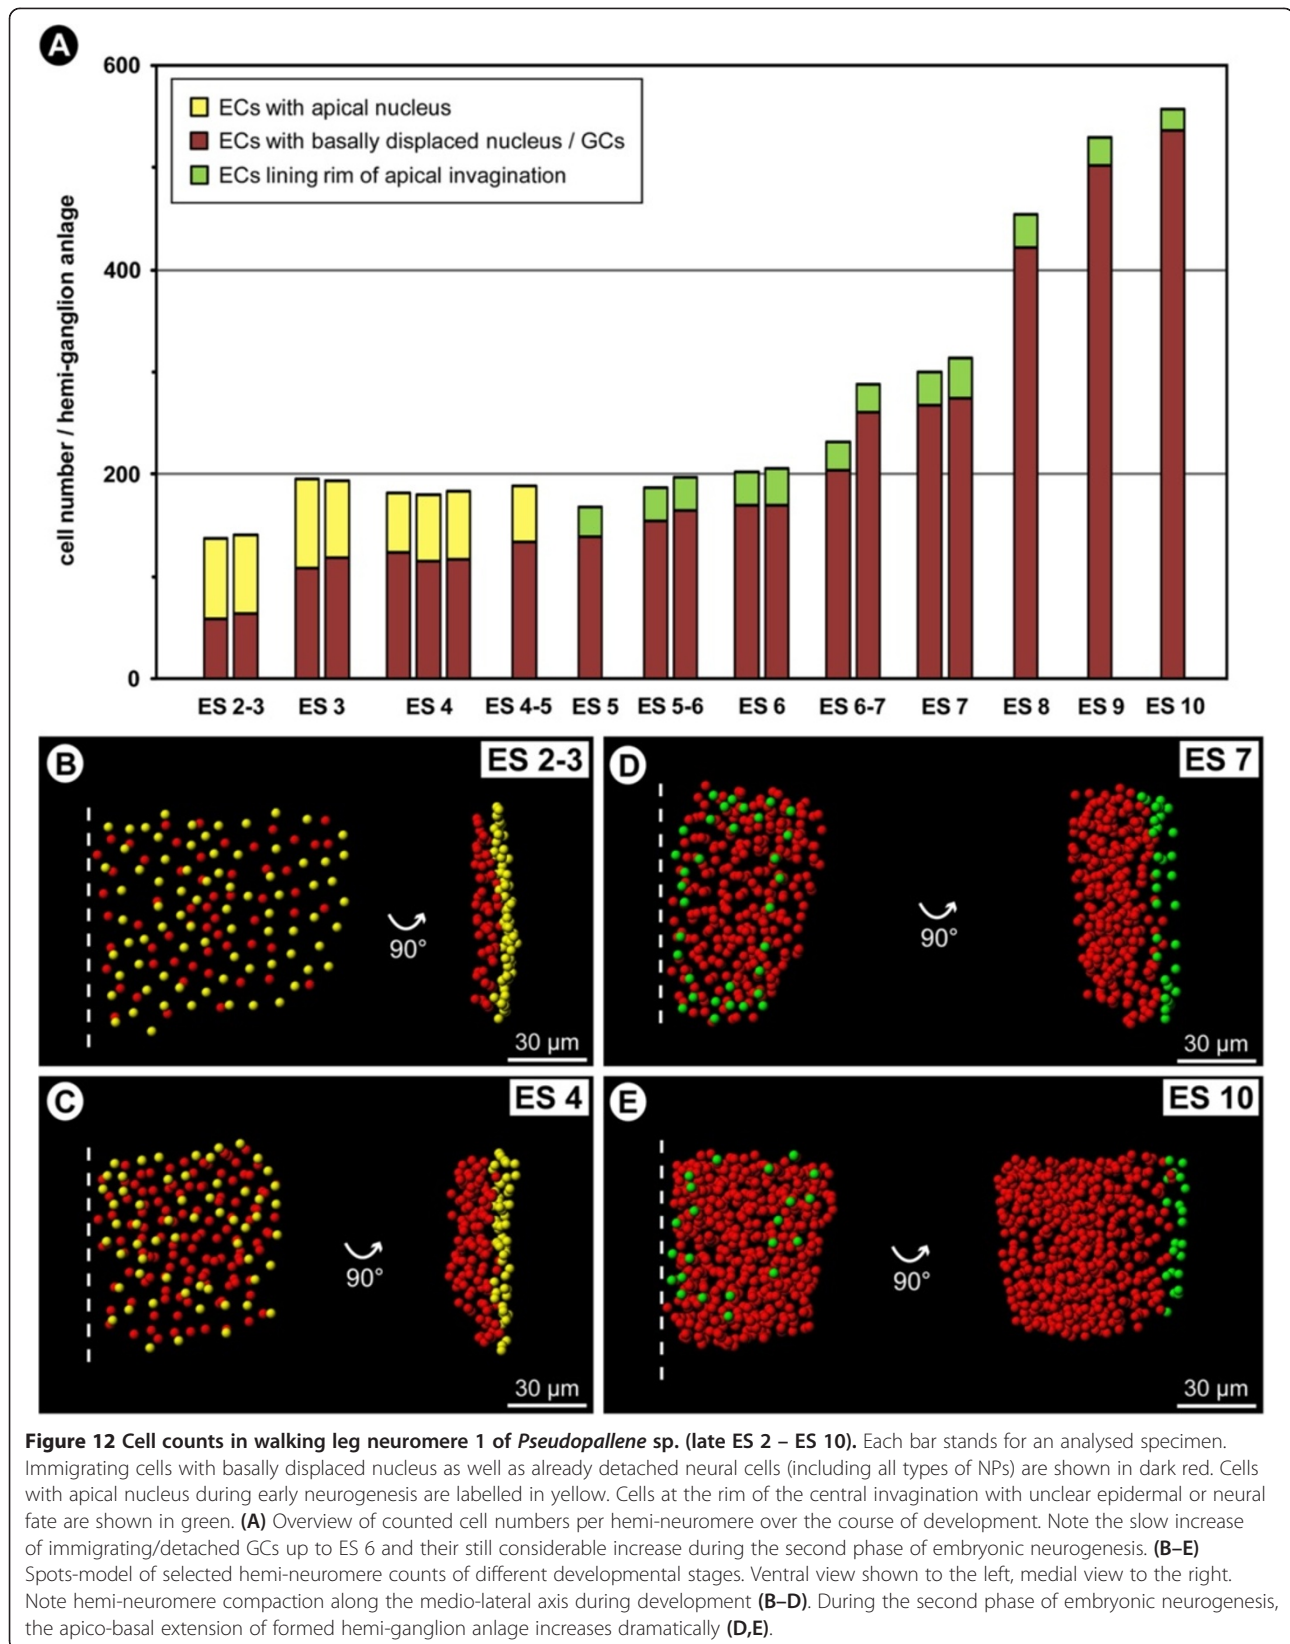 A
600
400
200
0
cell number / hemi-ganglion anlage
ECs with apical nucleus
ECs with basally displaced nucleus / GCs
ECs lining rim of apical invagination
ES 2-3 ES 3 ES 4 ES 4-5 ES 5 ES 5-6 ES 6 ES 6-7 ES 7 ES 8 ES 9 ES 10
B
ES 2-3
90°
30 µm
D
ES 7
90°
30 µm
C
ES 4
90°
30 µm
E
ES 10
90°
30 µm
Figure 12 Cell counts in walking leg neuromere 1 of Pseudopallene sp. (late ES 2 – ES 10). Each bar stands for an analysed specimen.
Immigrating cells with basally displaced nucleus as well as already detached neural cells (including all types of NPs) are shown in dark red. Cells
with apical nucleus during early neurogenesis are labelled in yellow. Cells at the rim of the central invagination with unclear epidermal or neural
fate are shown in green. (A) Overview of counted cell numbers per hemi-neuromere over the course of development. Note the slow increase
of immigrating/detached GCs up to ES 6 and their still considerable increase during the second phase of embryonic neurogenesis. (B–E)
Spots-model of selected hemi-neuromere counts of different developmental stages. Ventral view shown to the left, medial view to the right.
Note hemi-neuromere compaction along the medio-lateral axis during development (B–D). During the second phase of embryonic neurogenesis,
the apico-basal extension of formed hemi-ganglion anlage increases dramatically (D,E).